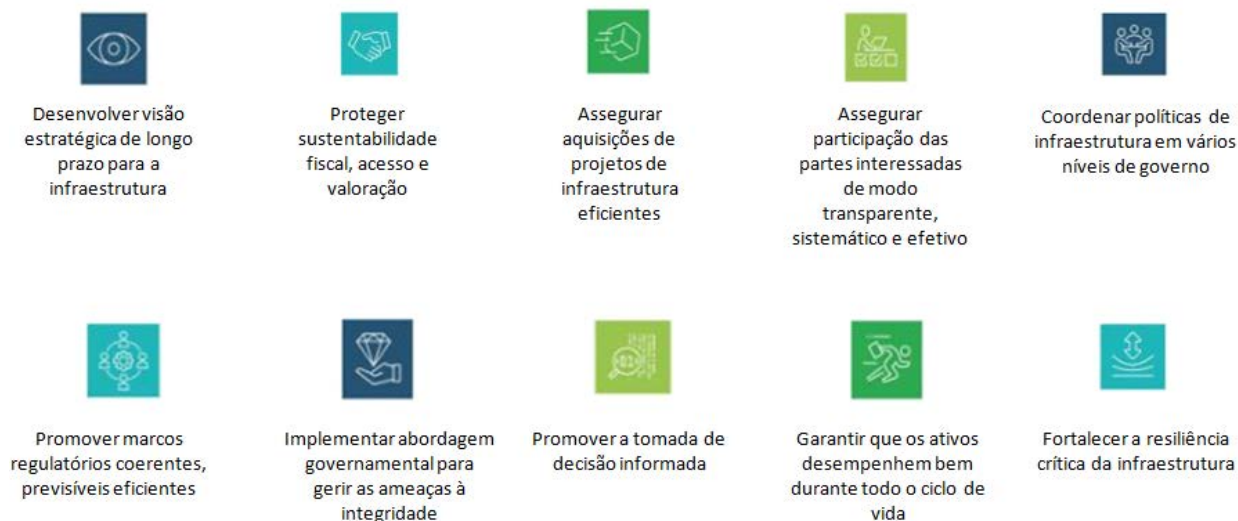 Desenvolver visão
estratégica de longo
prazo para a
infraestrutura
Proteger
sustentabilidade
fiscal, acesso e
valoração
Assegurar
aquisições de
projetos de
infraestrutura
eficientes
Assegurar
participação das
partes interessadas
de modo
transparente,
sistemático e efetivo
Coordenar políticas de
infraestrutura em vários
níveis de governo
Promover marcos
regulatórios coerentes,
previsíveis eficientes
Implementar abordagem
governamental para
gerir as ameaças à
integridade
Promover a tomada de
decisão informada
Garantir que os ativos
desempenhem bem
durante todo o ciclo de
vida
Fortalecer a resiliência
crítica da infraestrutura